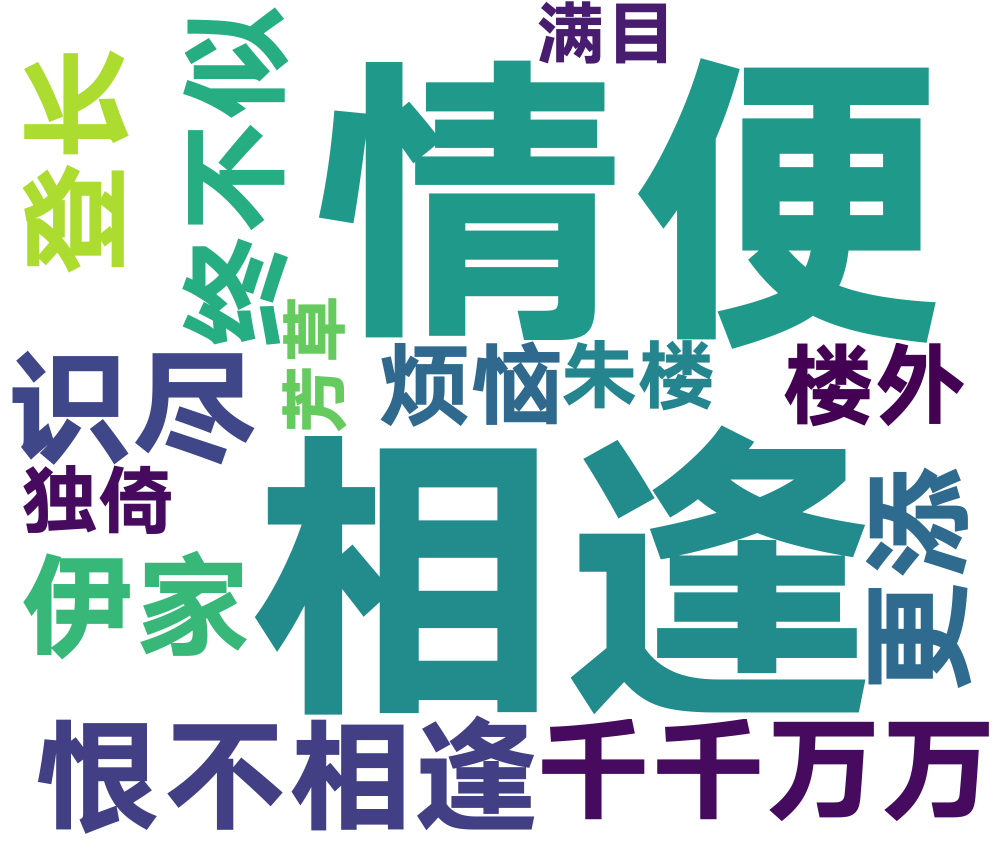 满目
情便
登长
终不似
芳草
烦恼
朱楼
楼外
识尽
独倚
相逢
更添
伊家
恨不相逢
千千万万